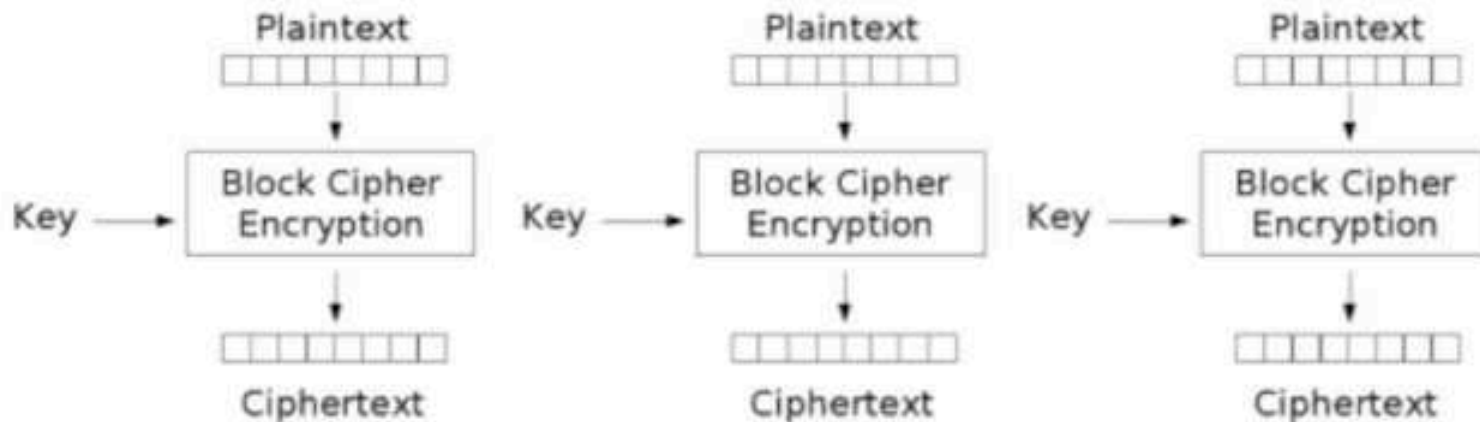 Plaintext
Plaintext
Plaintext
Block Cipher
Encryption
Block Cipher
Encryption
Block Cipher
Encryption
Key
Key
Key
Ciphertext
Ciphertext
Ciphertext